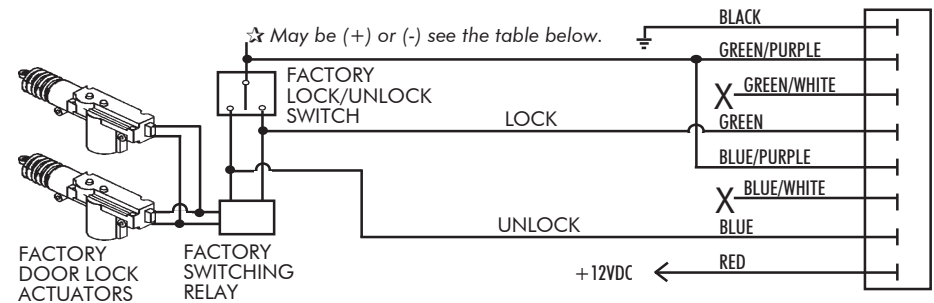 BLACK
☆ May be (+) or (-) see the table below.
GREEN/PURPLE
FACTORY
LOCK/UNLOCK
SWITCH
X GREEN/WHITE
LOCK
GREEN
BLUE/PURPLE
X BLUE/WHITE
UNLOCK
BLUE
FACTORY
DOOR LOCK
ACTUATORS
FACTORY
SWITCHING
RELAY
+12VDC
RED